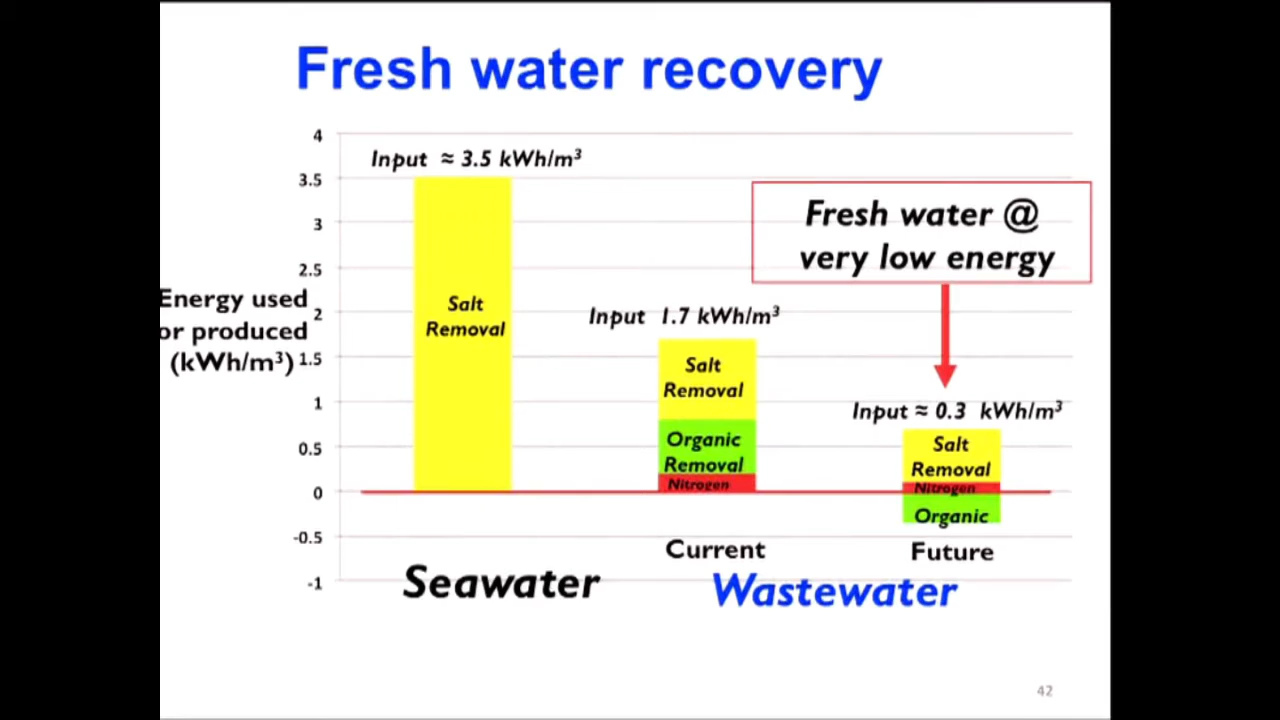 Fresh water recovery
4
3.5
3
2.5
2
1.5
1
0.5
0
-0.5
-1
Energy used
or produced
(kWh/m³)
Input ≈ 3.5 kWh/m³
Salt
Removal
Seawater
Input 1.7 kWh/m³
Salt
Removal
Organic
Removal
Nitrogen
Current
Fresh water @
very low energy
Input ≈ 0.3 kWh/m³
Salt
Removal
Nitrogen
Organic
Future
Wastewater
42